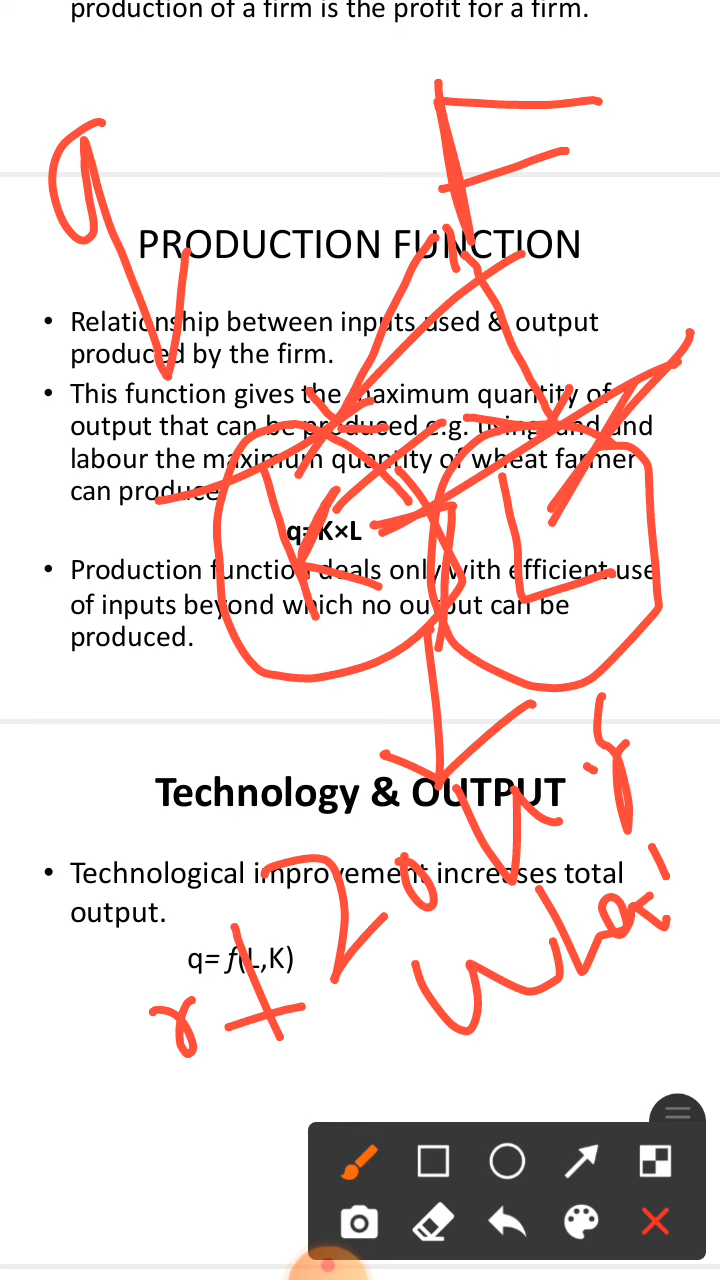 production of a firm is the profit for a firm.
q
F
PRODUCTION FUNCTION
• Relationship between inputs used & output
produced by the firm.
• This function gives the maximum quantity of
output that can be produced e.g. using land and
labour the maximum quantity of wheat farmer
can produce
q=K×L
K L
• Production function deals only with efficient use
of inputs beyond which no output can be
produced.
Technology & OUTPUT
• Technological improvement increases total
output.
q= f(L,K)
20